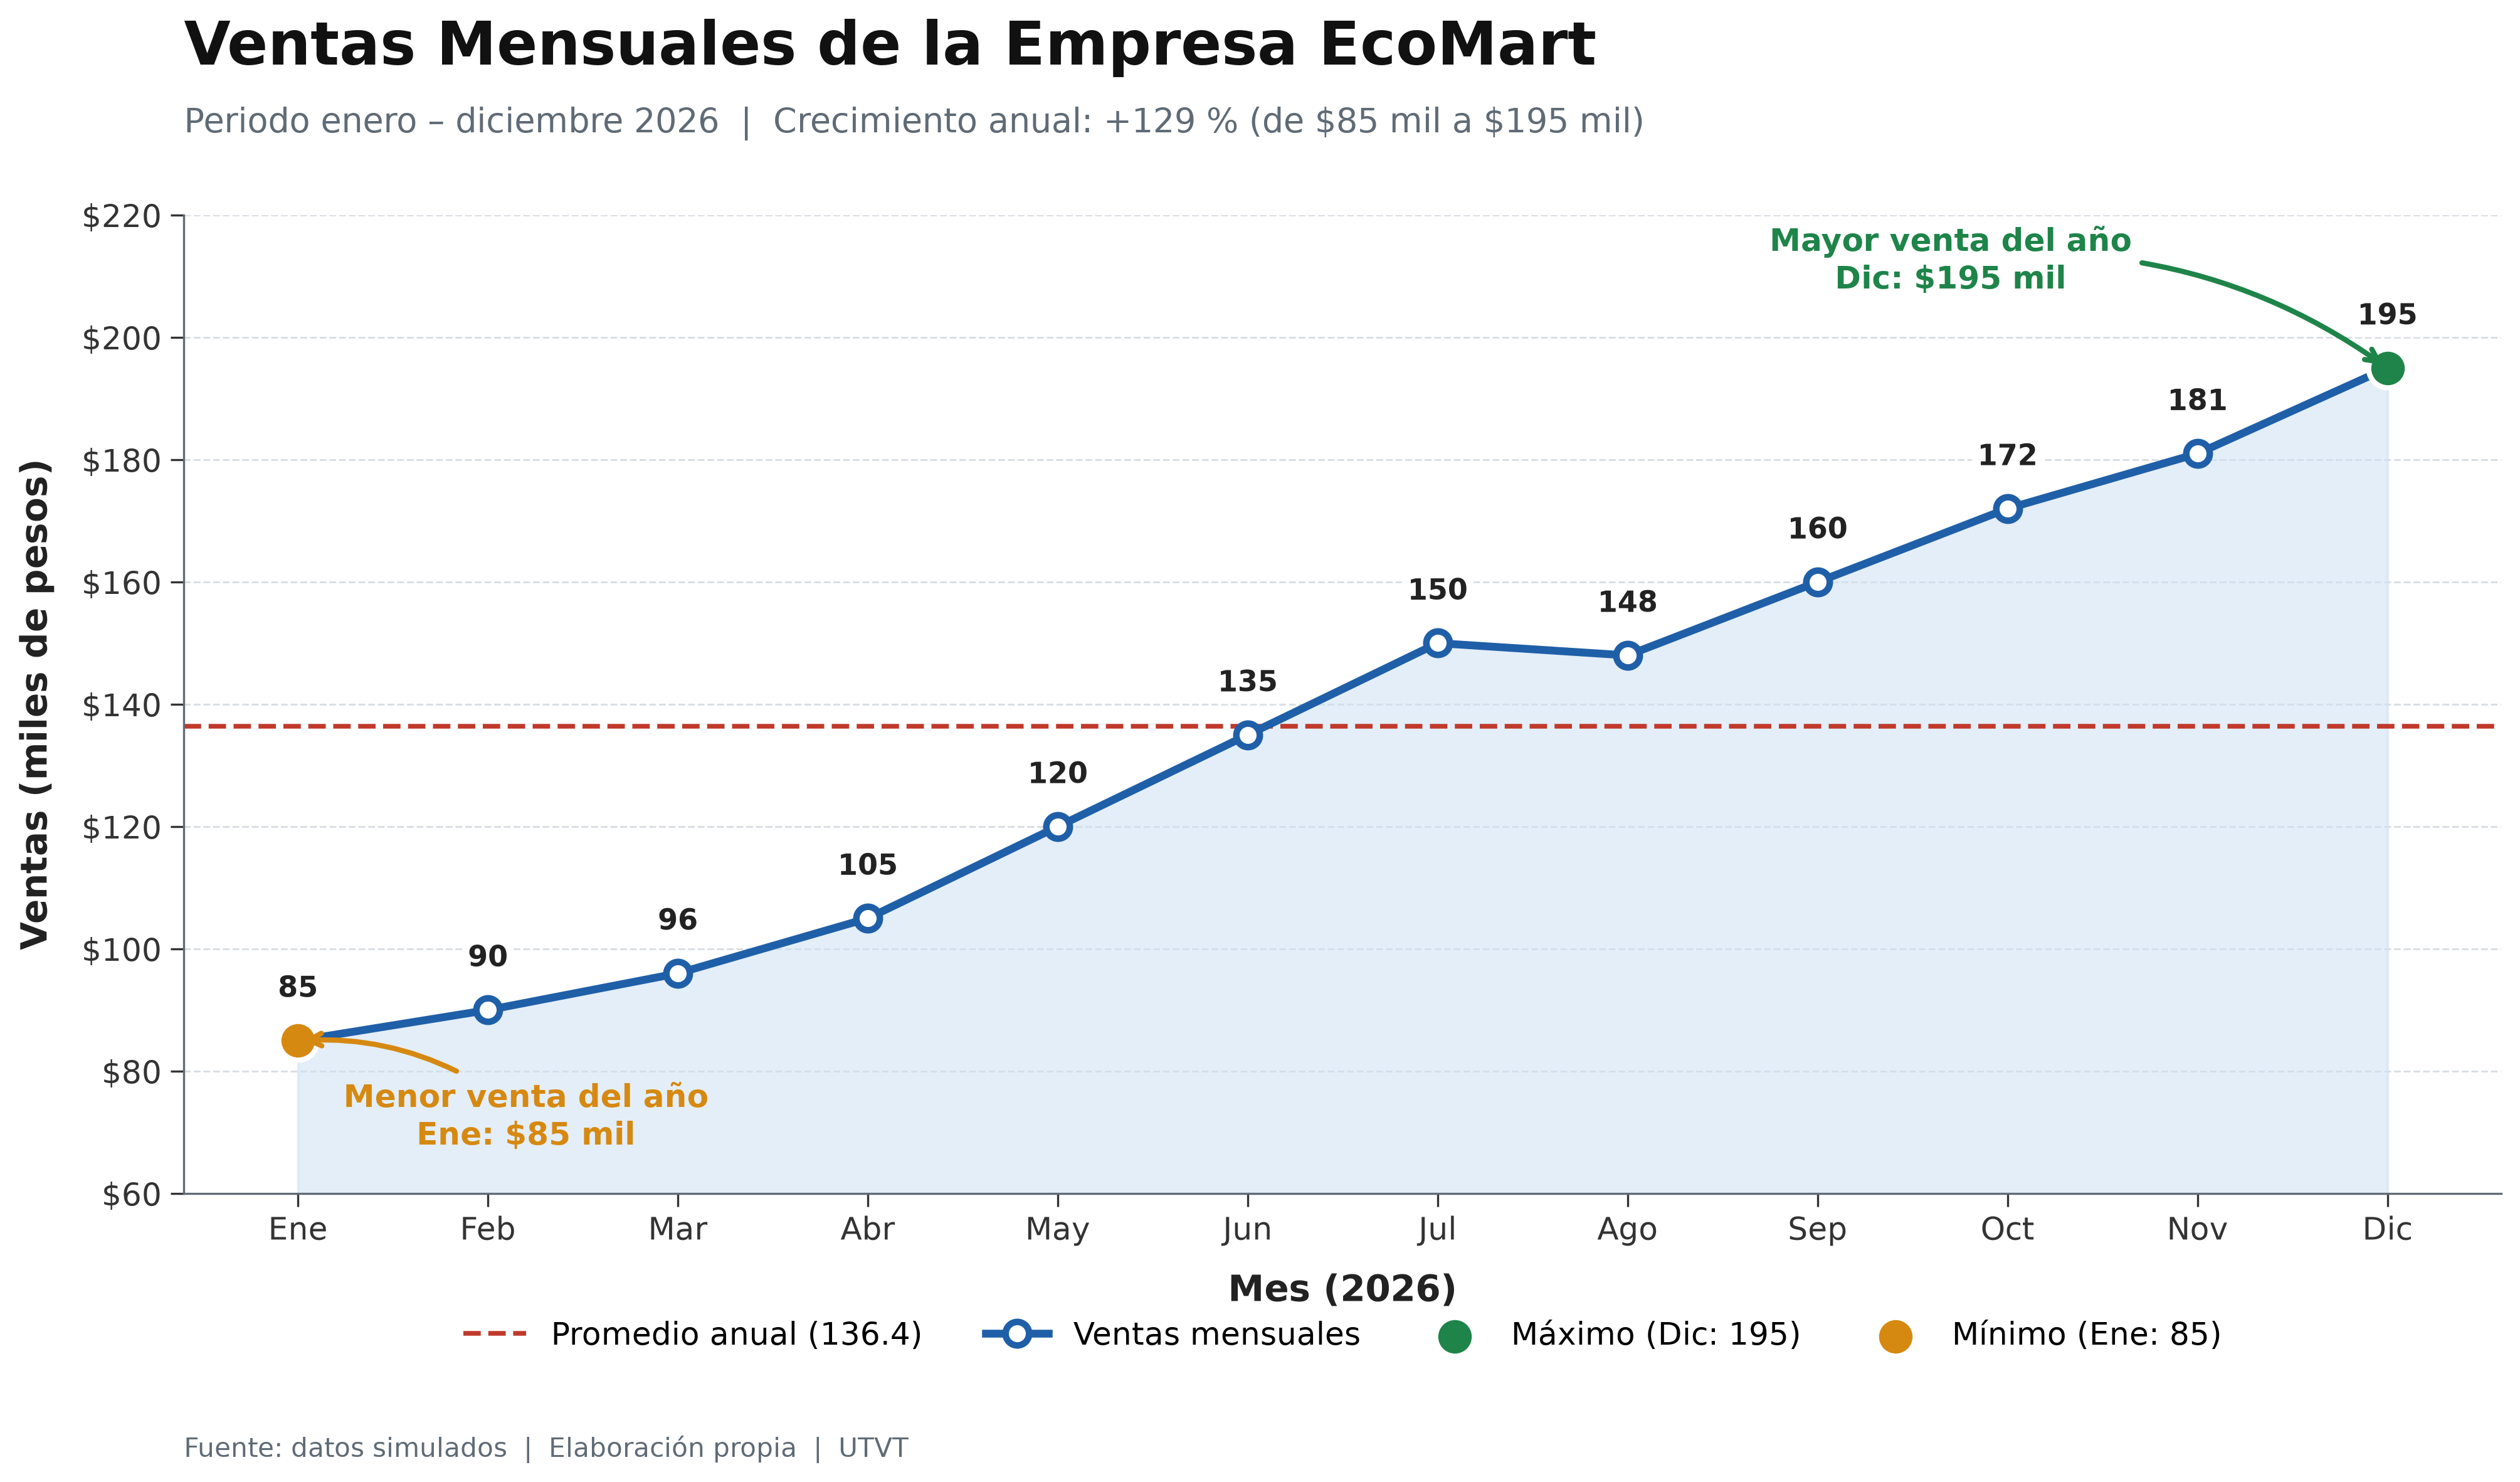 Ventas Mensuales de la Empresa EcoMart
Periodo enero – diciembre 2026 | Crecimiento anual: +129 % (de $85 mil a $195 mil)
Ventas (miles de pesos)
$220
$200
$180
$160
$140
$120
$100
$80
$60
Mayor venta del año
Dic: $195 mil
85
90
96
105
120
135
150
148
160
172
181
195
Menor venta del año
Ene: $85 mil
Ene Feb Mar Abr May Jun Jul Ago Sep Oct Nov Dic
Mes (2026)
Promedio anual (136.4) Ventas mensuales Máximo (Dic: 195) Mínimo (Ene: 85)
Fuente: datos simulados | Elaboración propia | UTVT